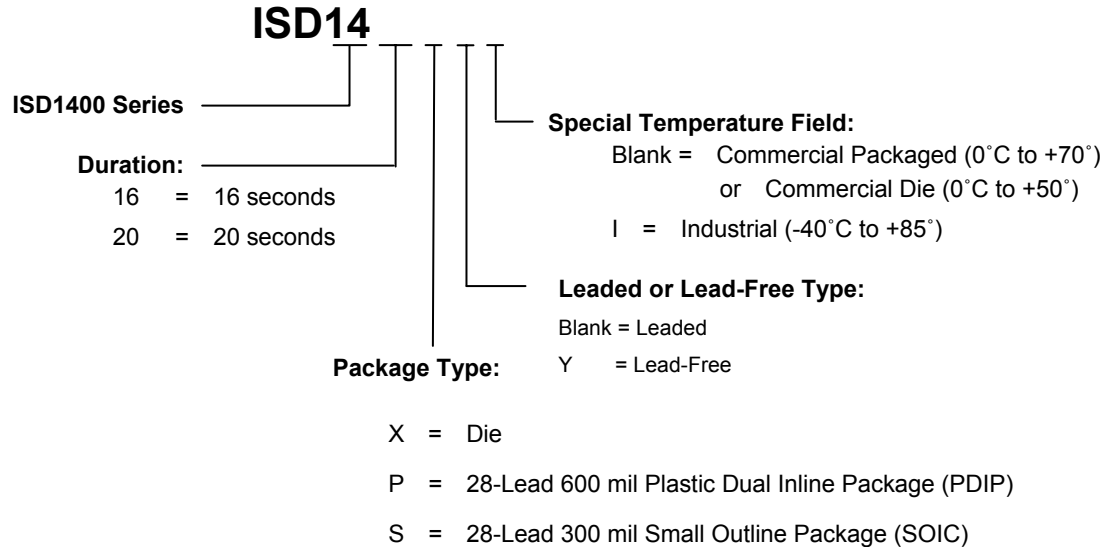 ISD14
ISD1400 Series
Duration:
16 = 16 seconds
20 = 20 seconds
Special Temperature Field:
Blank = Commercial Packaged (0˚C to +70˚)
or Commercial Die (0˚C to +50˚)
I = Industrial (-40˚C to +85˚)
Leaded or Lead-Free Type:
Blank = Leaded
Y = Lead-Free
Package Type:
X = Die
P = 28-Lead 600 mil Plastic Dual Inline Package (PDIP)
S = 28-Lead 300 mil Small Outline Package (SOIC)